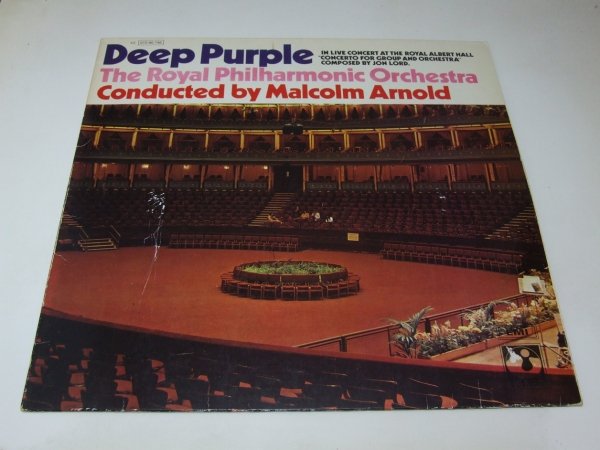 Deep Purple
IN LIVE CONCERT AT THE ROYAL ALBERT HALL
"CONCERTO FOR GROUP AND ORCHESTRA"
COMPOSED BY JON LORD.
The Royal Philharmonic Orchestra
Conducted by Malcolm Arnold